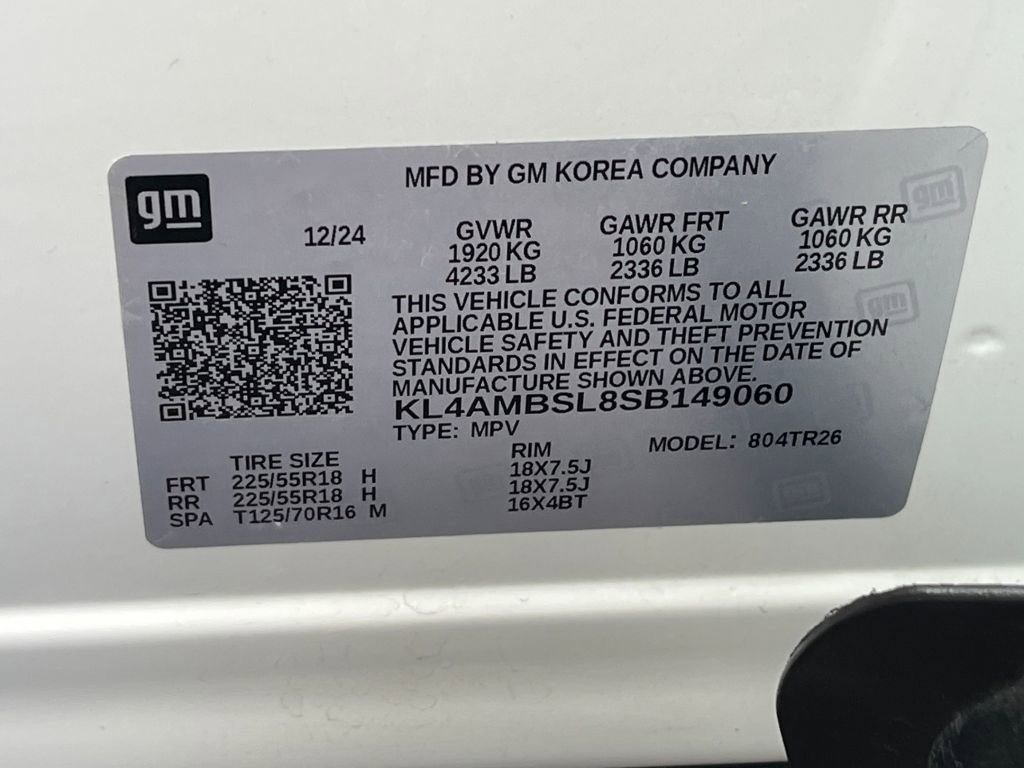 gm
MFD BY GM KOREA COMPANY
12/24
GVWR
1920 KG
4233 LB
GAWR FRT
1060 KG
2336 LB
GAWR RR
1060 KG
2336 LB
THIS VEHICLE CONFORMS TO ALL
APPLICABLE U.S. FEDERAL MOTOR
VEHICLE SAFETY AND THEFT PREVENTION
STANDARDS IN EFFECT ON THE DATE OF
MANUFACTURE SHOWN ABOVE.
KL4AMBSL8SB149060
TYPE: MPV
MODEL: 804TR26
TIRE SIZE
RIM
FRT 225/55R18 H 18X7.5J
RR 225/55R18 H 18X7.5J
SPA T125/70R16 M 16X4BT
gm
gm